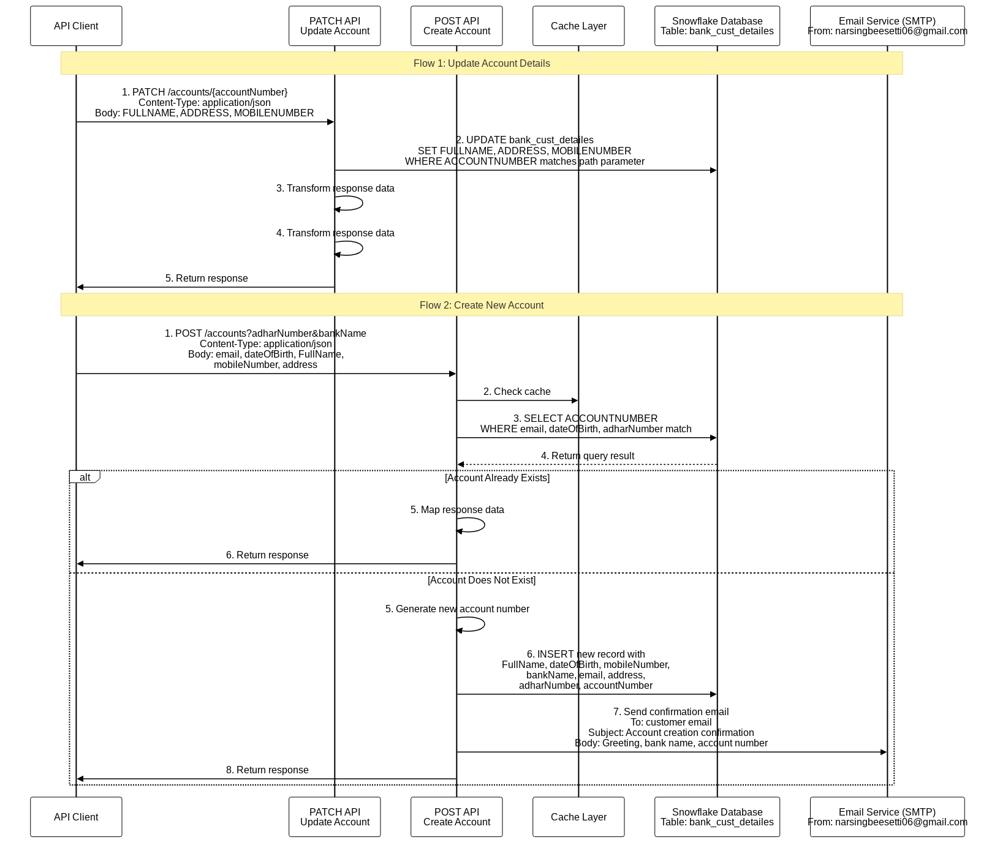 API Client
PATCH API
Update Account
POST API
Create Account
Cache Layer
Snowflake Database
Table: bank_cust_detailes
Email Service (SMTP)
From: narsingbeesetti06@gmail.com
Flow 1: Update Account Details
1. PATCH /accounts/{accountNumber}
Content-Type: application/json
Body: FULLNAME, ADDRESS, MOBILENUMBER
2. UPDATE bank_cust_detailes
SET FULLNAME, ADDRESS, MOBILENUMBER
WHERE ACCOUNTNUMBER matches path parameter
3. Transform response data
4. Transform response data
5. Return response
Flow 2: Create New Account
1. POST /accounts?adharNumber&bankName
Content-Type: application/json
Body: email, dateOfBirth, FullName,
mobileNumber, address
2. Check cache
3. SELECT ACCOUNTNUMBER
WHERE email, dateOfBirth, adharNumber match
4. Return query result
alt
[Account Already Exists]
5. Map response data
6. Return response
[Account Does Not Exist]
5. Generate new account number
6. INSERT new record with
FullName, dateOfBirth, mobileNumber,
bankName, email, address,
adharNumber, accountNumber
7. Send confirmation email
To: customer email
Subject: Account creation confirmation
Body: Greeting, bank name, account number
8. Return response
API Client
PATCH API
Update Account
POST API
Create Account
Cache Layer
Snowflake Database
Table: bank_cust_detailes
Email Service (SMTP)
From: narsingbeesetti06@gmail.com